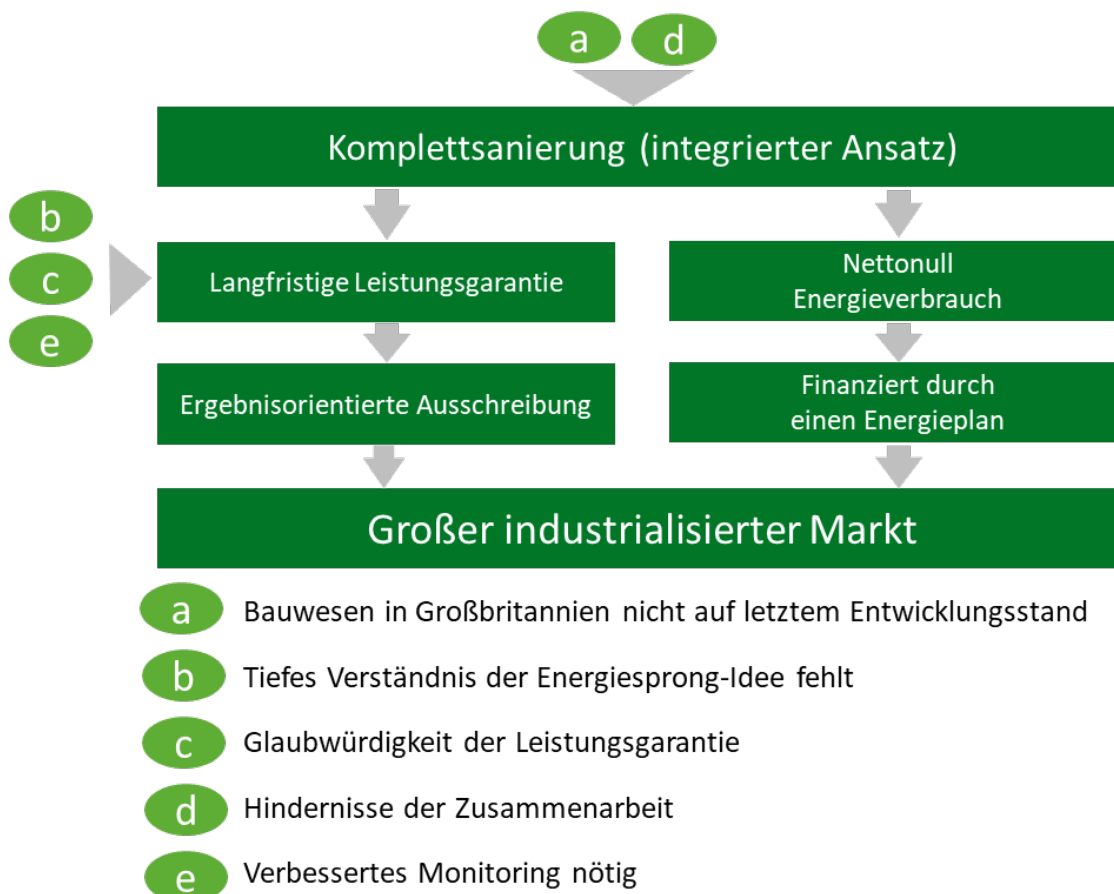 a d
Komplettsanierung (integrierter Ansatz)
b
c
e
Langfristige Leistungsgarantie
Nettonull
Energieverbrauch
Ergebnisorientierte Ausschreibung
Finanziert durch
einen Energieplan
Großer industrialisierter Markt
a Bauwesen in Großbritannien nicht auf letztem Entwicklungsstand
b Tiefes Verständnis der Energiesprong-Idee fehlt
c Glaubwürdigkeit der Leistungsgarantie
d Hindernisse der Zusammenarbeit
e Verbessertes Monitoring nötig